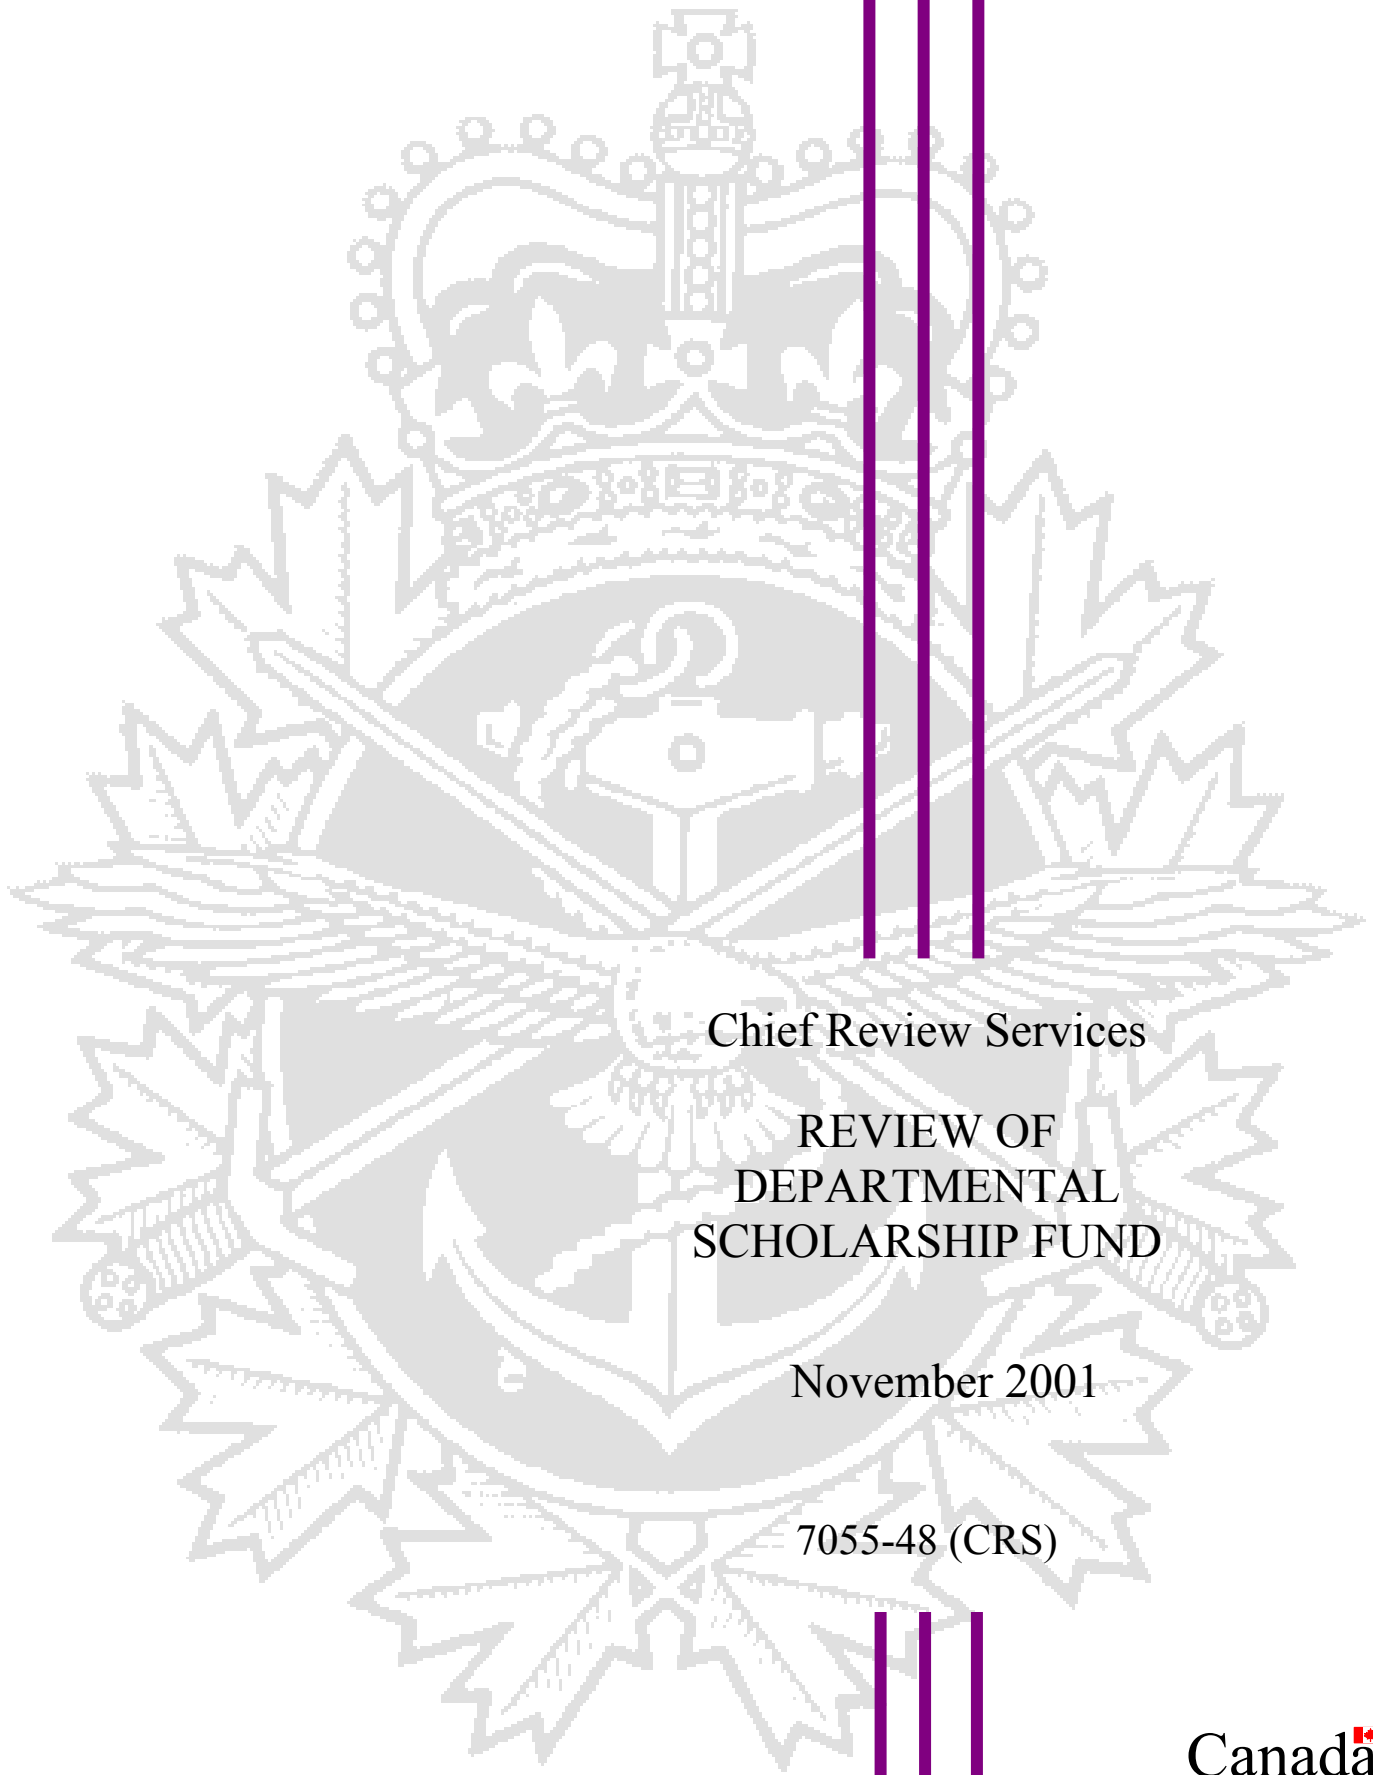 Chief Review Services
REVIEW OF
DEPARTMENTAL
SCHOLARSHIP FUND
November 2001
7055-48 (CRS)
Canada